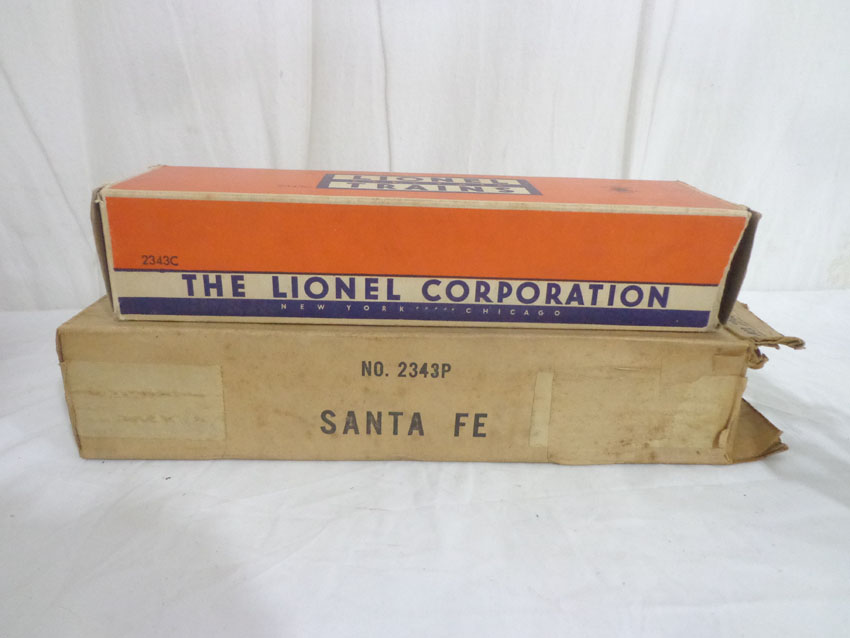 LIONEL
TRAINS
2343C
THE LIONEL CORPORATION
NEW YORK CHICAGO
NO. 2343P
SANTA FE